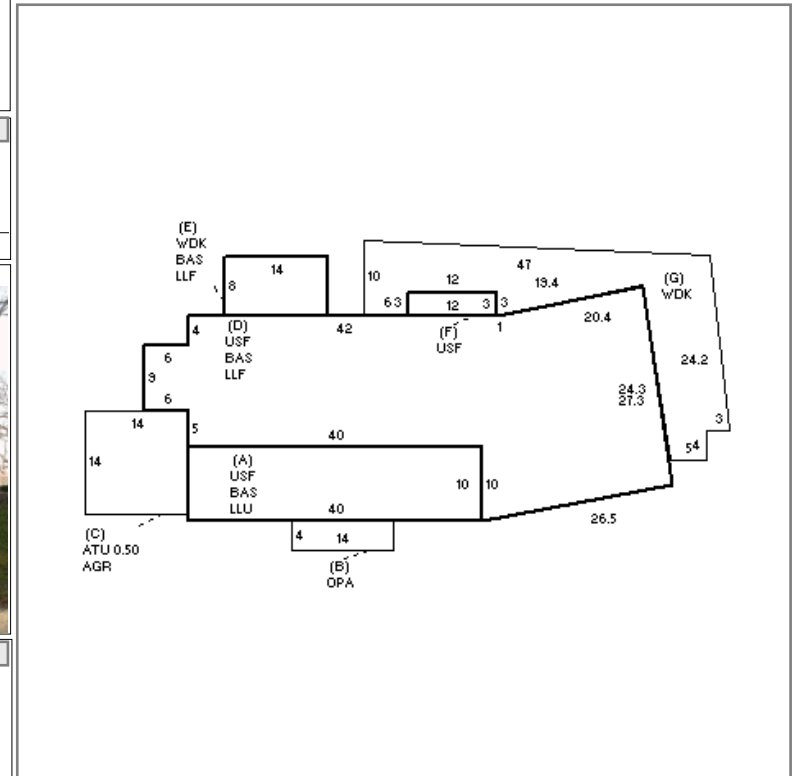 (E)
WDK
BAS
LLF
14
8
10
47
12
19.4
(G)
WDK
6
3
12
3
3
1
20.4
4
(D)
USF
BAS
LLF
42
(F)
USF
6
9
6
24.2
24.3
27.3
3
14
5
40
5
4
14
(A)
USF
BAS
LLU
10
10
40
26.5
4
14
(C)
ATU 0.50
AGR
(B)
OPA